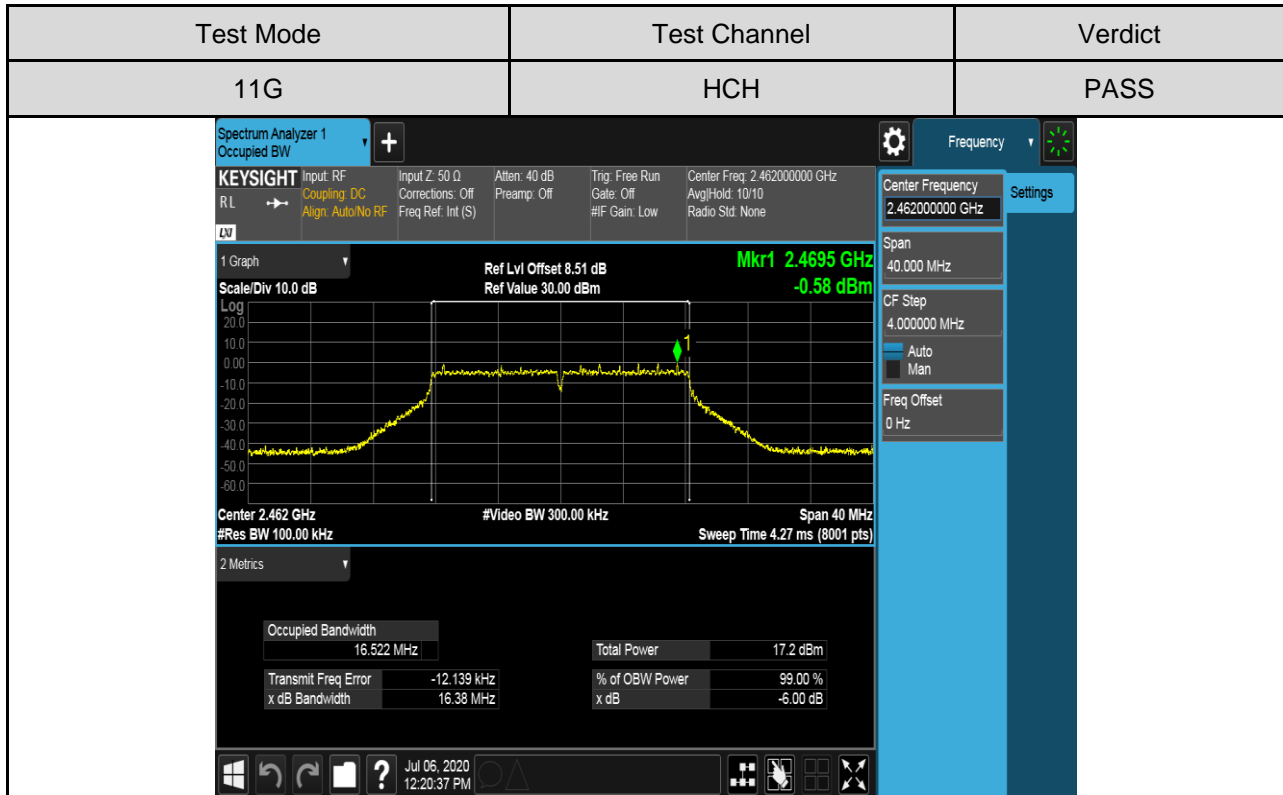 Test Mode Test Channel Verdict
11G HCH PASS
Spectrum Analyzer 1
Occupied BW
+
Frequency
KEYSIGHT Input: RF Input Z: 50 Ω Atten: 40 dB Trig: Free Run Center Freq: 2.462000000 GHz
Coupling: DC Corrections: Off Preamp: Off Gate: Off Avg|Hold: 10/10
RL Align: Auto/No RF Freq Ref: Int (S) #IF Gain: Low Radio Std: None
LXI
Center Frequency
2.462000000 GHz
Settings
Span
40.000 MHz
CF Step
4.000000 MHz
Auto
Man
Freq Offset
0 Hz
1 Graph
Ref Lvl Offset 8.51 dB
Mkr1 2.4695 GHz
Scale/Div 10.0 dB Ref Value 30.00 dBm -0.58 dBm
Log
20.0
10.0
1
0.00
-10.0
-20.0
-30.0
-40.0
-50.0
-60.0
Center 2.462 GHz #Video BW 300.00 kHz Span 40 MHz
#Res BW 100.00 kHz Sweep Time 4.27 ms (8001 pts)
2 Metrics
Occupied Bandwidth
16.522 MHz Total Power 17.2 dBm
Transmit Freq Error -12.139 kHz % of OBW Power 99.00 %
x dB Bandwidth 16.38 MHz x dB -6.00 dB
? Jul 06, 2020
12:20:37 PM